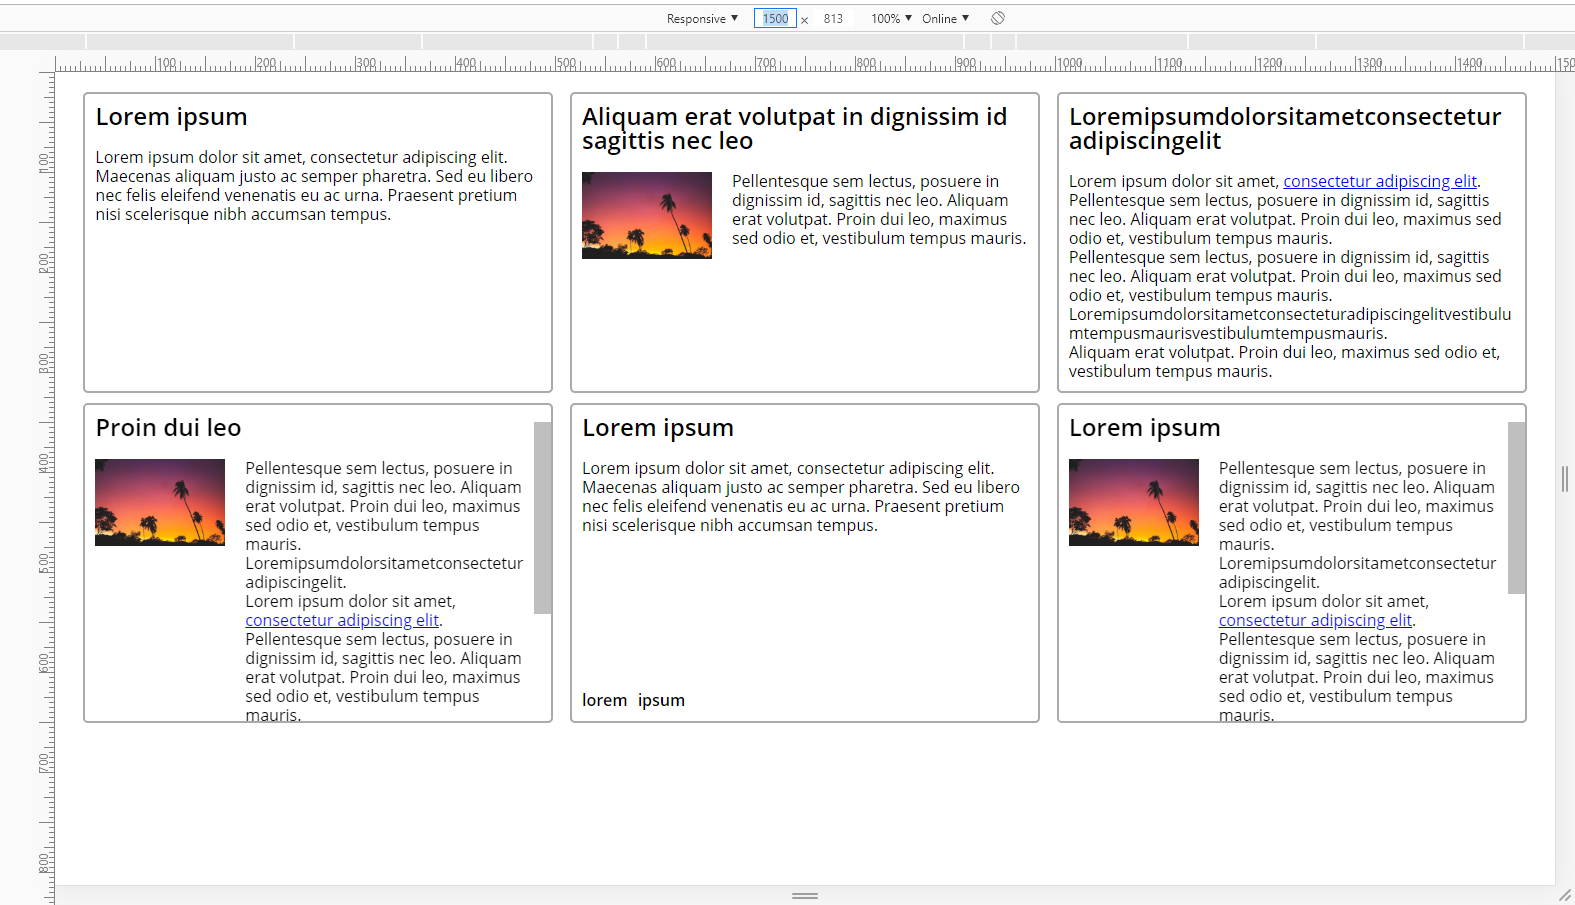 Responsive ▼ 1500 × 813 100% ▼ Online ▼
100 200 300 400 500 600 700 800 900 1000 1100 1200 1300 1400 150
Lorem ipsum
Lorem ipsum dolor sit amet, consectetur adipiscing elit.
Maecenas aliquam justo ac semper pharetra. Sed eu libero
nec felis eleifend venenatis eu ac urna. Praesent pretium
nisi scelerisque nibh accumsan tempus.
Aliquam erat volutpat in dignissim id
sagittis nec leo
Pellentesque sem lectus, posuere in
dignissim id, sagittis nec leo. Aliquam
erat volutpat. Proin dui leo, maximus
sed odio et, vestibulum tempus mauris.
Loremipsumdolorsitametconsectetur
adipiscingelit
Lorem ipsum dolor sit amet, consectetur adipiscing elit.
Pellentesque sem lectus, posuere in dignissim id, sagittis
nec leo. Aliquam erat volutpat. Proin dui leo, maximus sed
odio et, vestibulum tempus mauris.
Pellentesque sem lectus, posuere in dignissim id, sagittis
nec leo. Aliquam erat volutpat. Proin dui leo, maximus sed
odio et, vestibulum tempus mauris.
Loremipsumdolorsitametconsecteturadipiscingelitvestibulu
mtempusmaurisvestibulumtempusmauris.
Aliquam erat volutpat. Proin dui leo, maximus sed odio et,
vestibulum tempus mauris.
Proin dui leo
Pellentesque sem lectus, posuere in
dignissim id, sagittis nec leo. Aliquam
erat volutpat. Proin dui leo, maximus
sed odio et, vestibulum tempus
mauris.
Loremipsumdolorsitametconsectetur
adipiscingelit.
Lorem ipsum dolor sit amet,
consectetur adipiscing elit.
Pellentesque sem lectus, posuere in
dignissim id, sagittis nec leo. Aliquam
erat volutpat. Proin dui leo, maximus
sed odio et, vestibulum tempus
mauris.
Lorem ipsum
Lorem ipsum dolor sit amet, consectetur adipiscing elit.
Maecenas aliquam justo ac semper pharetra. Sed eu libero
nec felis eleifend venenatis eu ac urna. Praesent pretium
nisi scelerisque nibh accumsan tempus.
lorem ipsum
Lorem ipsum
Pellentesque sem lectus, posuere in
dignissim id, sagittis nec leo. Aliquam
erat volutpat. Proin dui leo, maximus
sed odio et, vestibulum tempus
mauris.
Loremipsumdolorsitametconsectetur
adipiscingelit.
Lorem ipsum dolor sit amet,
consectetur adipiscing elit.
Pellentesque sem lectus, posuere in
dignissim id, sagittis nec leo. Aliquam
erat volutpat. Proin dui leo, maximus
sed odio et, vestibulum tempus
mauris.
100
200
300
400
500
600
700
800